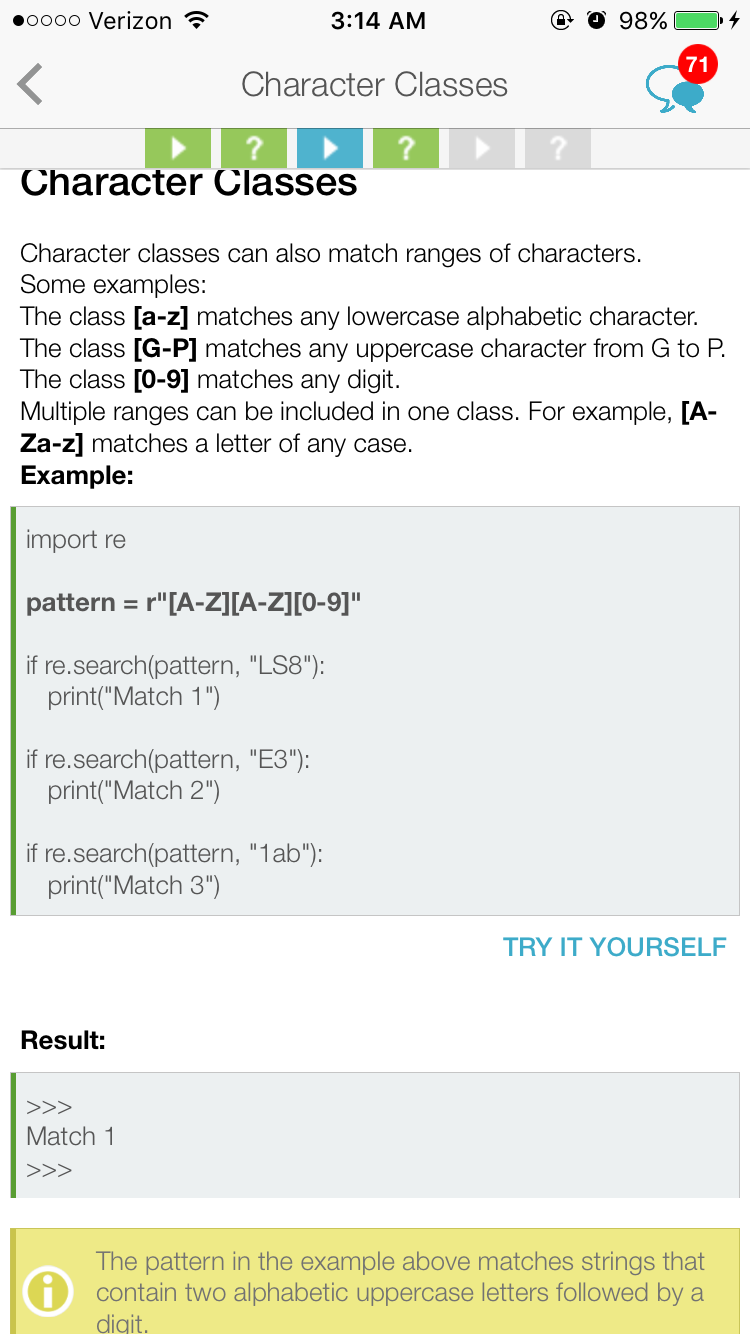 Verizon 3:14 AM 98%
Character Classes 71
? ? ?
Character Classes
Character classes can also match ranges of characters.
Some examples:
The class [a-z] matches any lowercase alphabetic character.
The class [G-P] matches any uppercase character from G to P.
The class [0-9] matches any digit.
Multiple ranges can be included in one class. For example, [A-
Za-z] matches a letter of any case.
Example:
import re
pattern = r"[A-Z][A-Z][0-9]"
if re.search(pattern, "LS8"):
print("Match 1")
if re.search(pattern, "E3"):
print("Match 2")
if re.search(pattern, "1ab"):
print("Match 3")
TRY IT YOURSELF
Result:
>>>
Match 1
>>>
The pattern in the example above matches strings that
contain two alphabetic uppercase letters followed by a
digit.